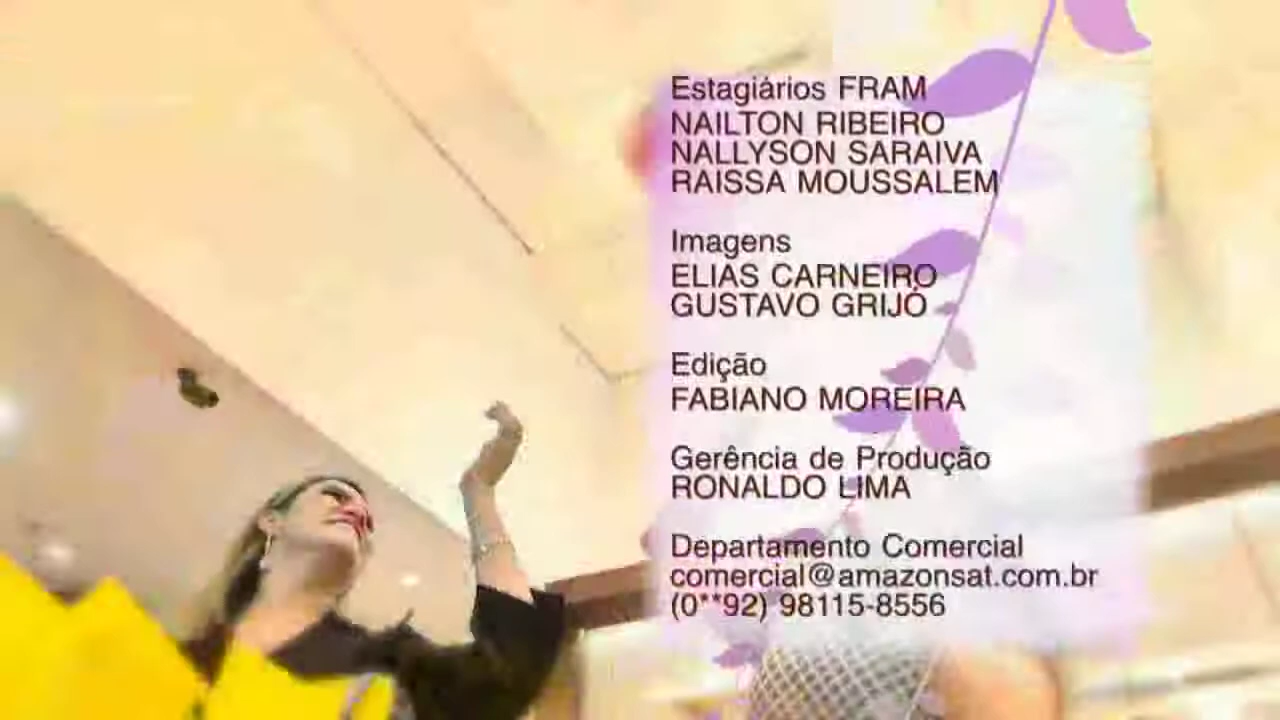 Estagiários FRAM
NAILTON RIBEIRO
NALLYSON SARAIVA
RAISSA MOUSSALEM
Imagens
ELIAS CARNEIRO
GUSTAVO GRIJÓ
Edição
FABIANO MOREIRA
Gerência de Produção
RONALDO LIMA
Departamento Comercial
comercial@amazonsat.com.br
(0**92) 98115-8556